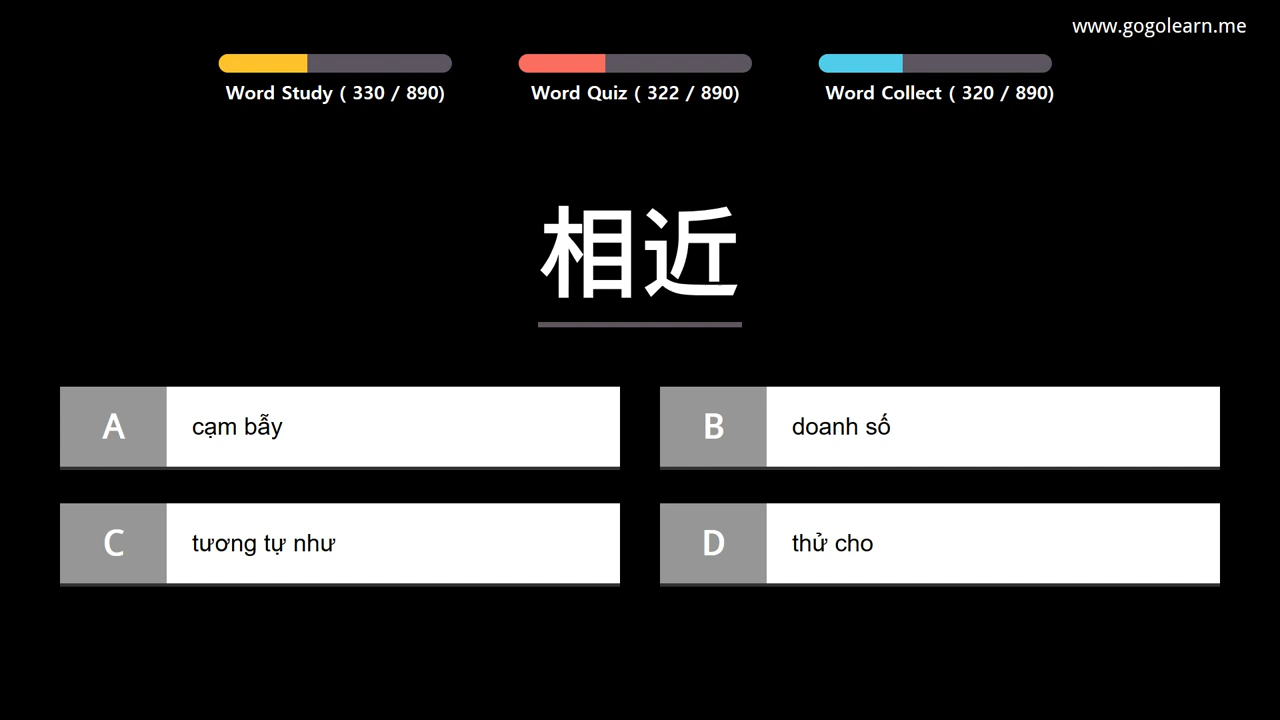 www.gogolearn.me
Word Study ( 330 / 890)
Word Quiz ( 322 / 890)
Word Collect ( 320 / 890)
相近
A
cạm bẫy
B
doanh số
C
tương tự như
D
thử cho